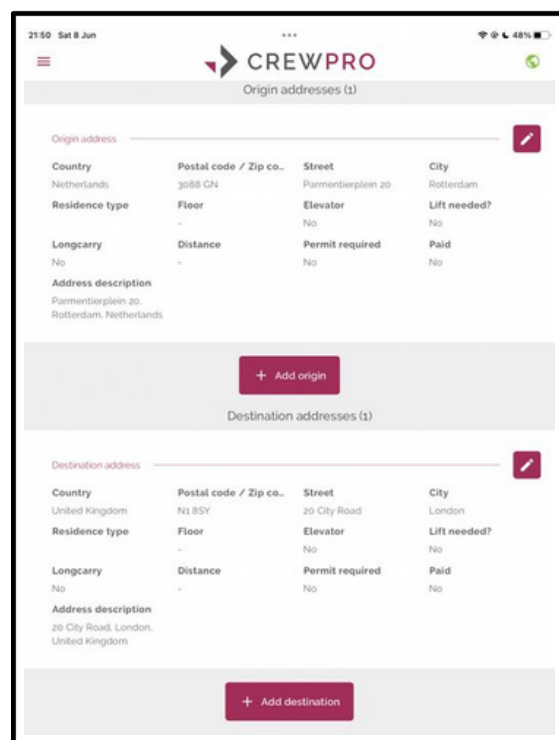 21:50 Sat 8 Jun ... 48%
CREWPRO
Origin addresses (1)
Origin address
Country Postal code / Zip co... Street City
Netherlands 3088 GN Parmentierplein 20 Rotterdam
Residence type Floor Elevator Lift needed?
- No No
Longcarry Distance Permit required Paid
No - No No
Address description
Parmentierplein 20,
Rotterdam, Netherlands
+ Add origin
Destination addresses (1)
Destination address
Country Postal code / Zip co... Street City
United Kingdom N1 8SY 20 City Road London
Residence type Floor Elevator Lift needed?
- No No
Longcarry Distance Permit required Paid
No - No No
Address description
20 City Road, London,
United Kingdom
+ Add destination